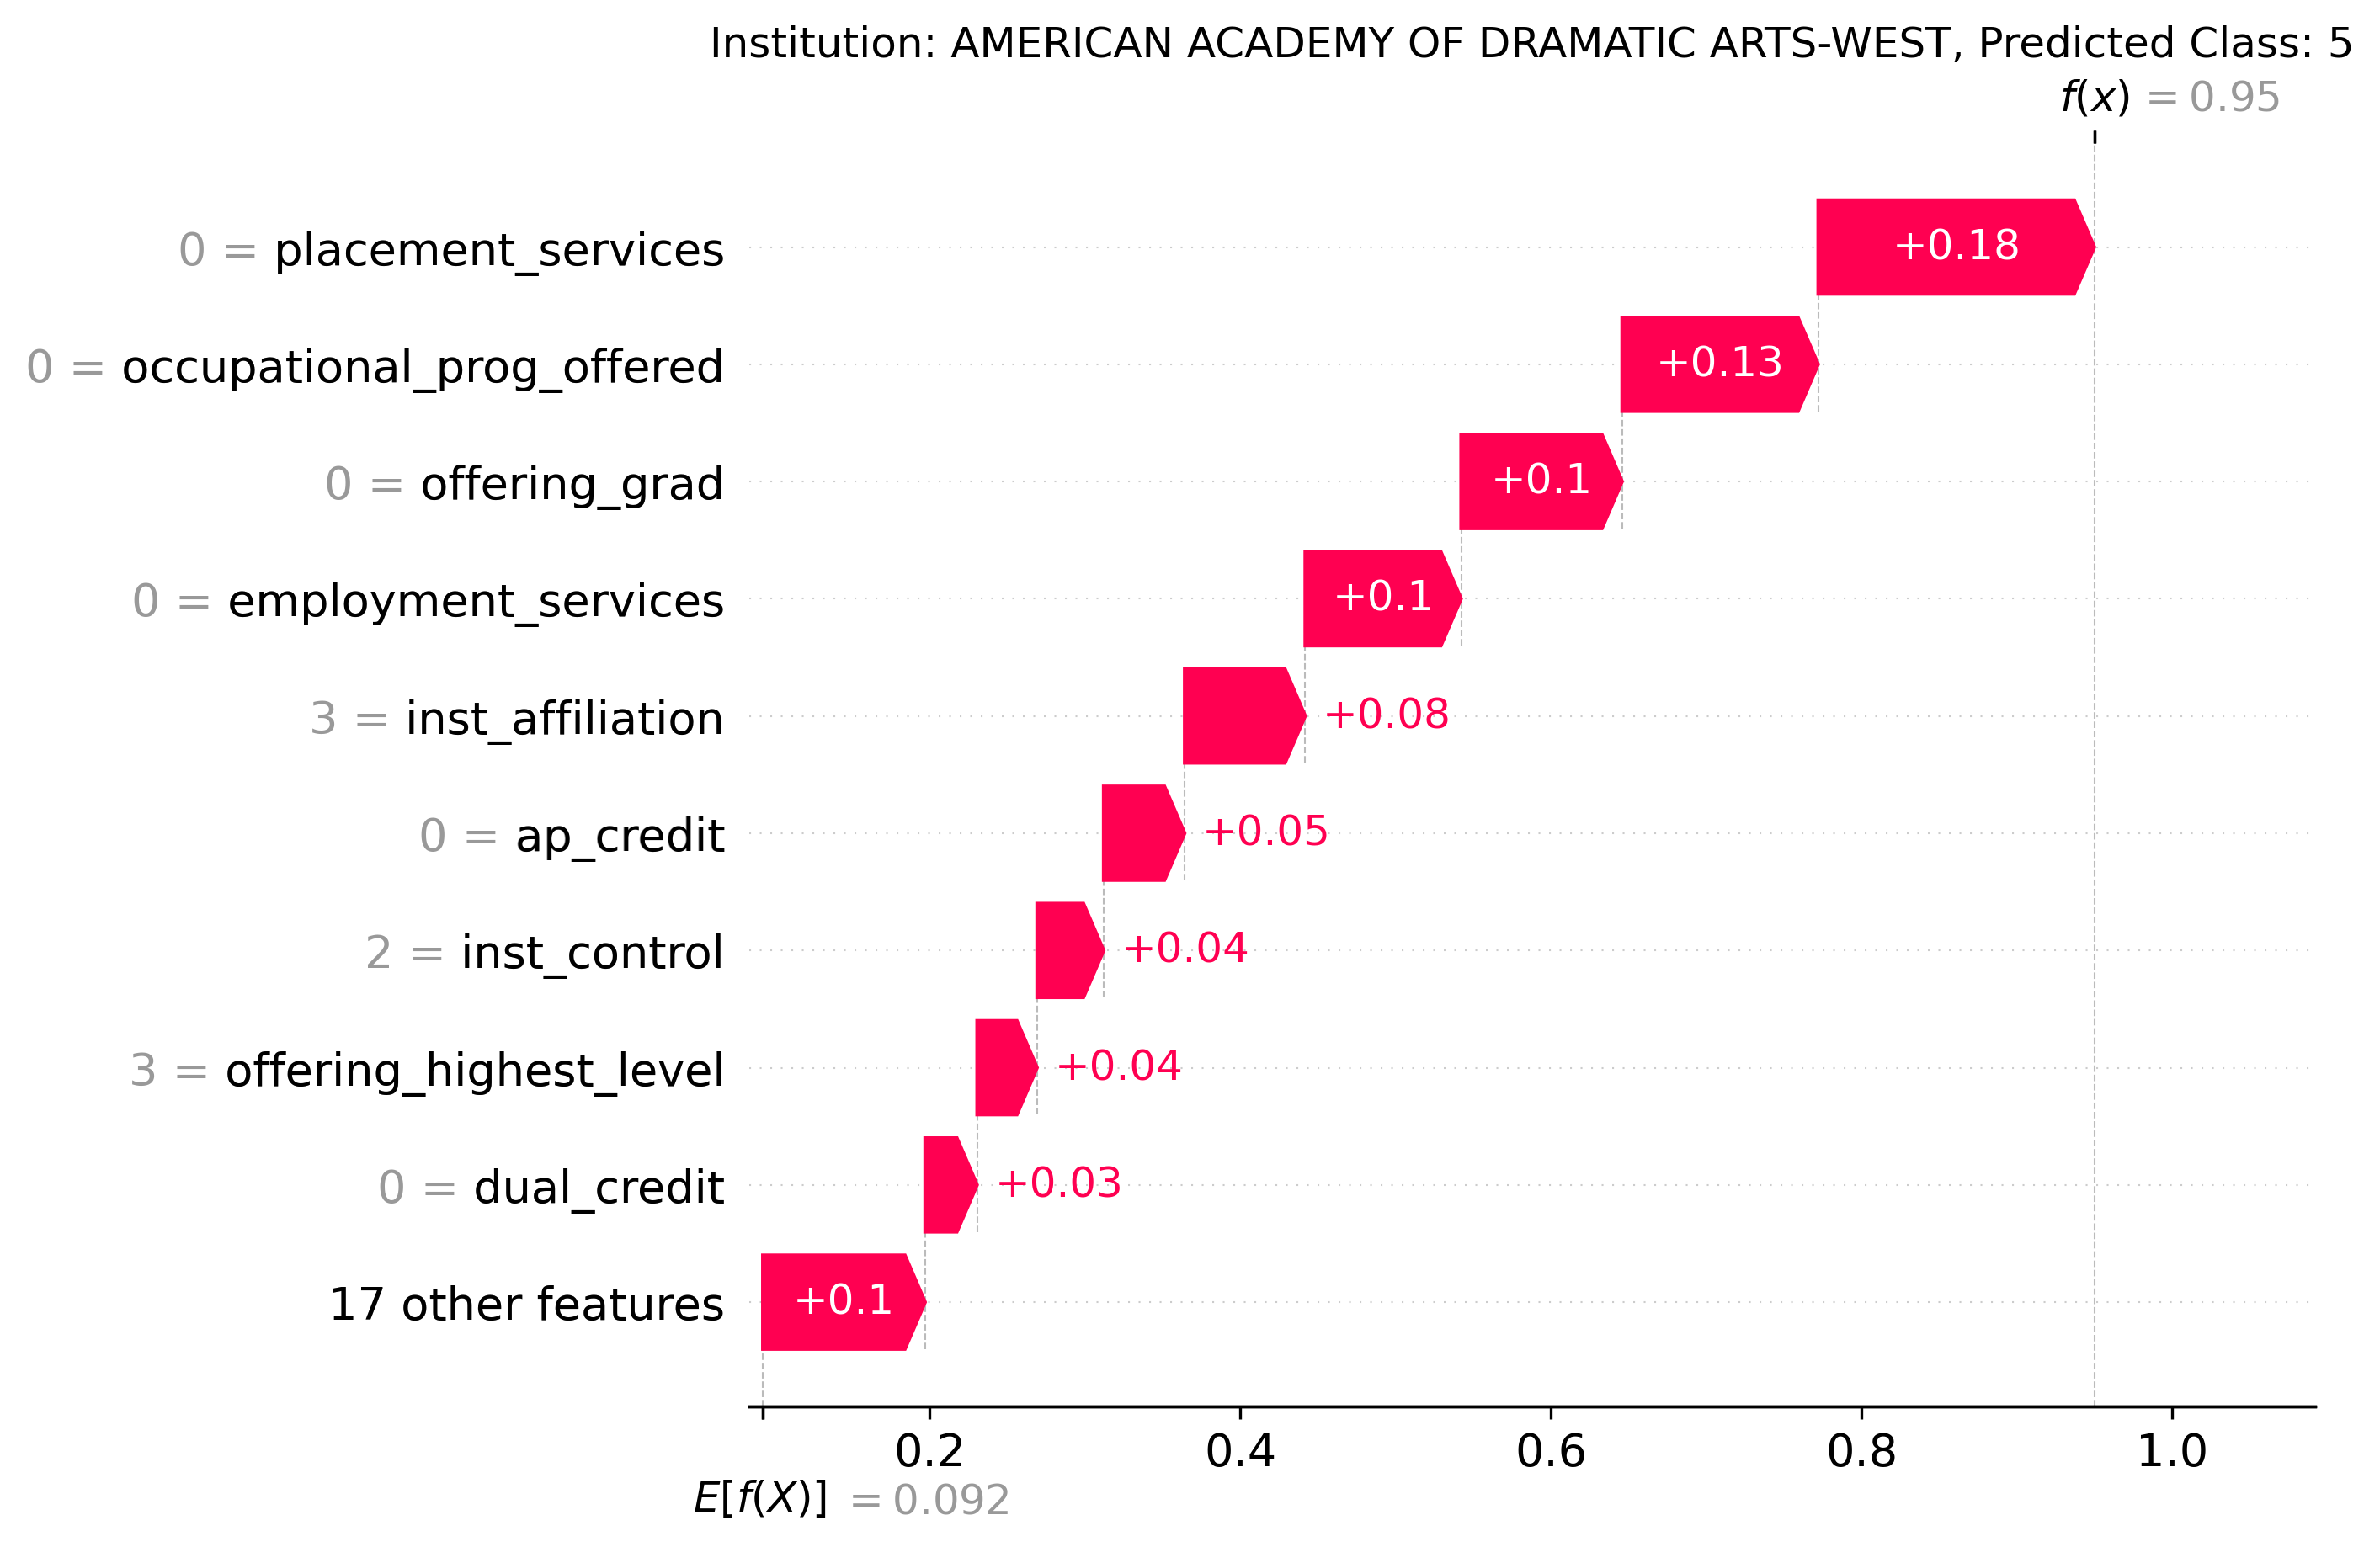 Institution: AMERICAN ACADEMY OF DRAMATIC ARTS-WEST, Predicted Class: 5
f(x) = 0.95
0 = placement_services +0.18
0 = occupational_prog_offered +0.13
0 = offering_grad +0.1
0 = employment_services +0.1
3 = inst_affiliation +0.08
0 = ap_credit +0.05
2 = inst_control +0.04
3 = offering_highest_level +0.04
0 = dual_credit +0.03
17 other features +0.1
0.2 0.4 0.6 0.8 1.0
E[f(X)] = 0.092